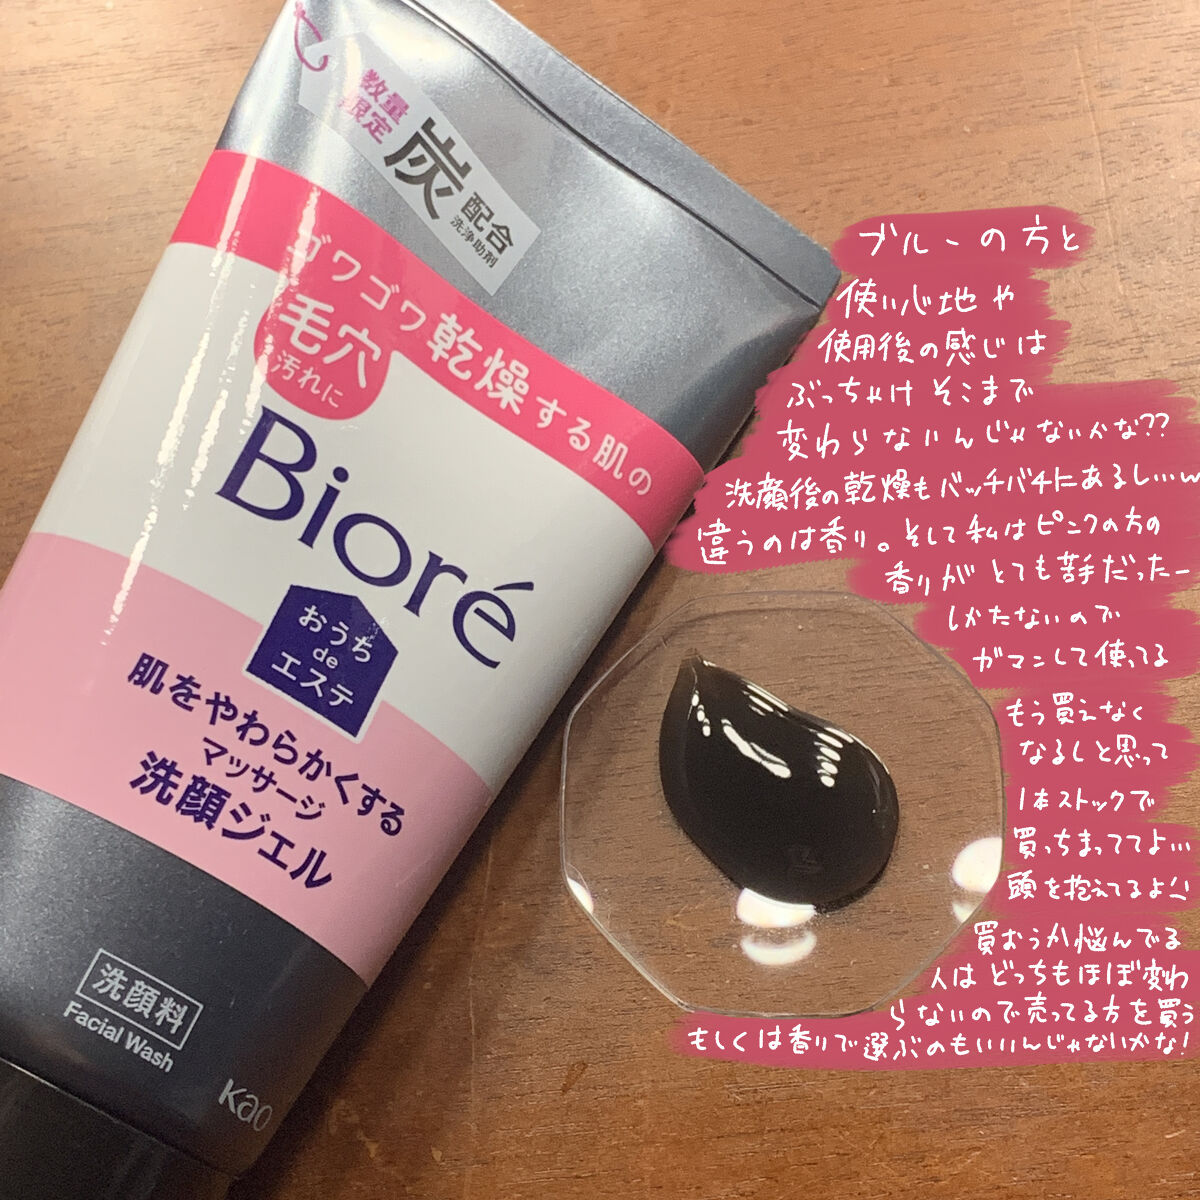 数量
限定
炭
配合
洗浄助剤
ゴワゴワ乾燥する肌の
毛穴
汚れに
Bioré
おうち
de
エステ
肌をやわらかくする
マッサージ
洗顔ジェル
洗顔料
Facial Wash
Kao
ブルーの方と
使い心地や
使用後の感じは
ぶっちゃけそこまで
変わらないんじゃないかな??
洗顔後の乾燥もバッチバチにあるし…w
違うのは香り。そして私はピンクの方の
香りがとても苦手だったー
しかたないので
ガマンして使ってる
もう買えなく
なるしと思って
1本ストックで
買っちまっててよ…
頭を抱えてるよ!
買おうか悩んでる
人はどっちもほぼ変わ
らないので売ってる方を買う
もしくは香りで選ぶのもいいんじゃないかな!